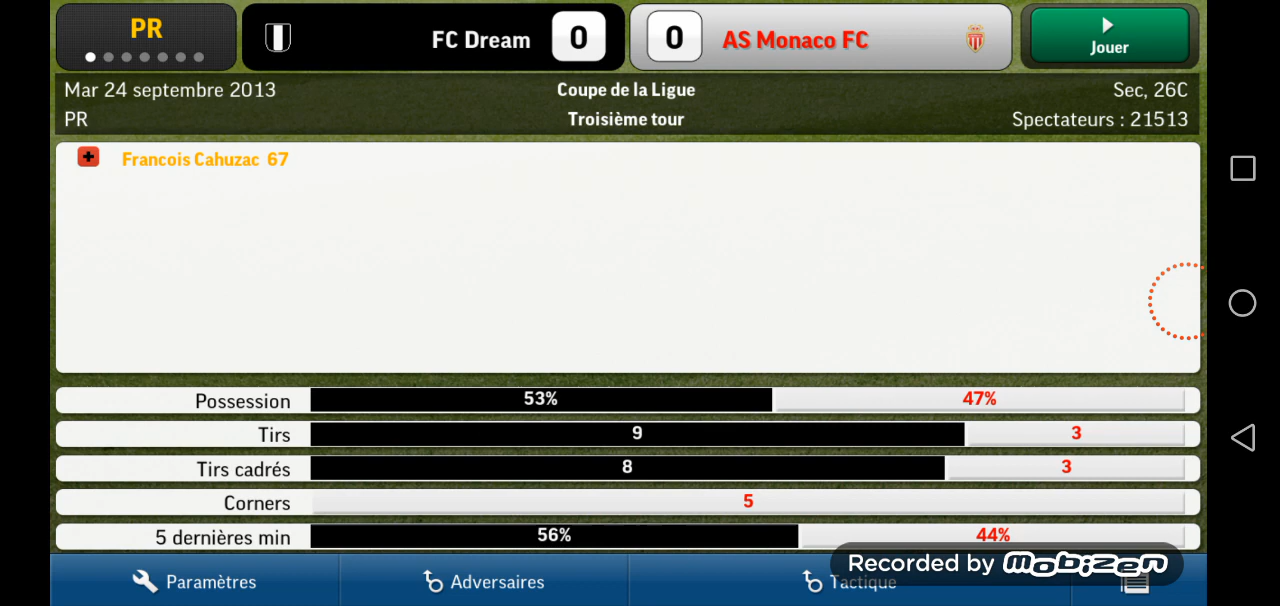 PR
FC Dream 0
0 AS Monaco FC
Jouer
Mar 24 septembre 2013 Coupe de la Ligue Sec, 26C
PR Troisième tour Spectateurs : 21513
Francois Cahuzac 67
Possession 53% 47%
Tirs 9 3
Tirs cadrés 8 3
Corners 5
5 dernières min 56% 44%
Recorded by Mobizen
Paramètres Adversaires Tactique